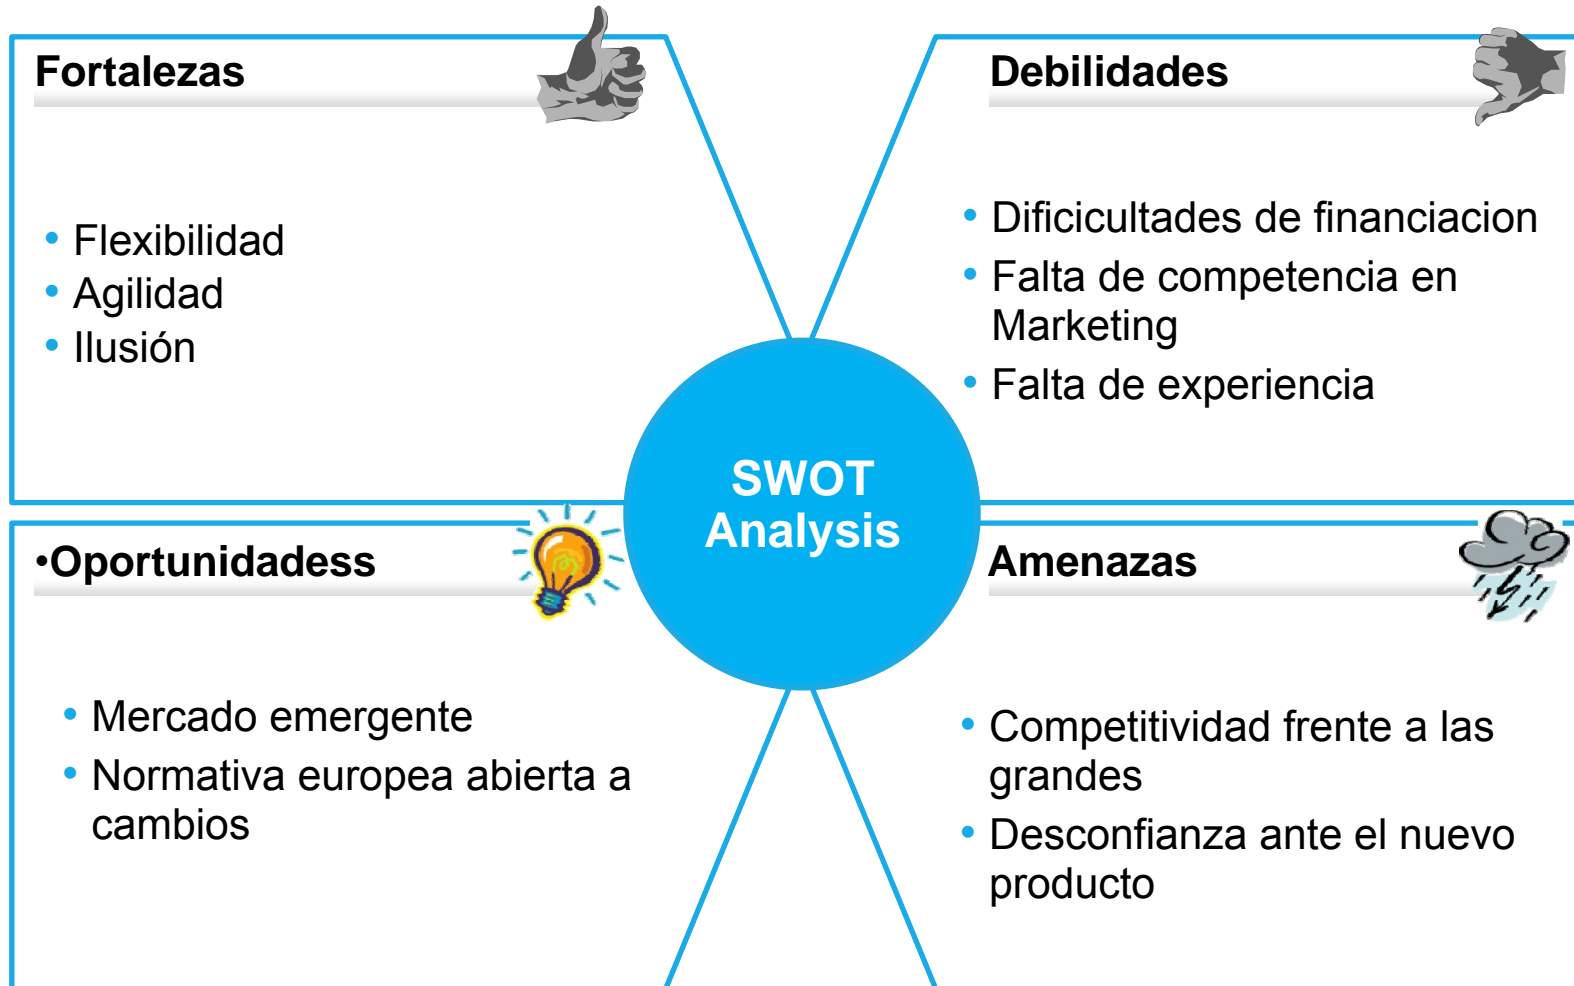 Fortalezas
• Flexibilidad
• Agilidad
• Ilusión
Debilidades
• Dificicultades de financiacion
• Falta de competencia en
Marketing
• Falta de experiencia
SWOT
Analysis
•Oportunidadess
• Mercado emergente
• Normativa europea abierta a
cambios
Amenazas
• Competitividad frente a las
grandes
• Desconfianza ante el nuevo
producto